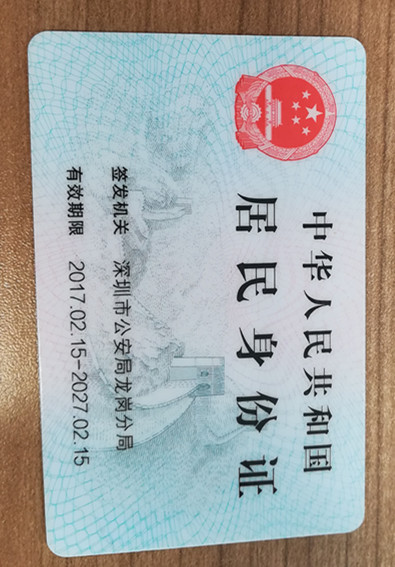 中华人民共和国
居民身份证
签发机关 深圳市公安局龙岗分局
有效期限 2017.02.15-2027.02.15